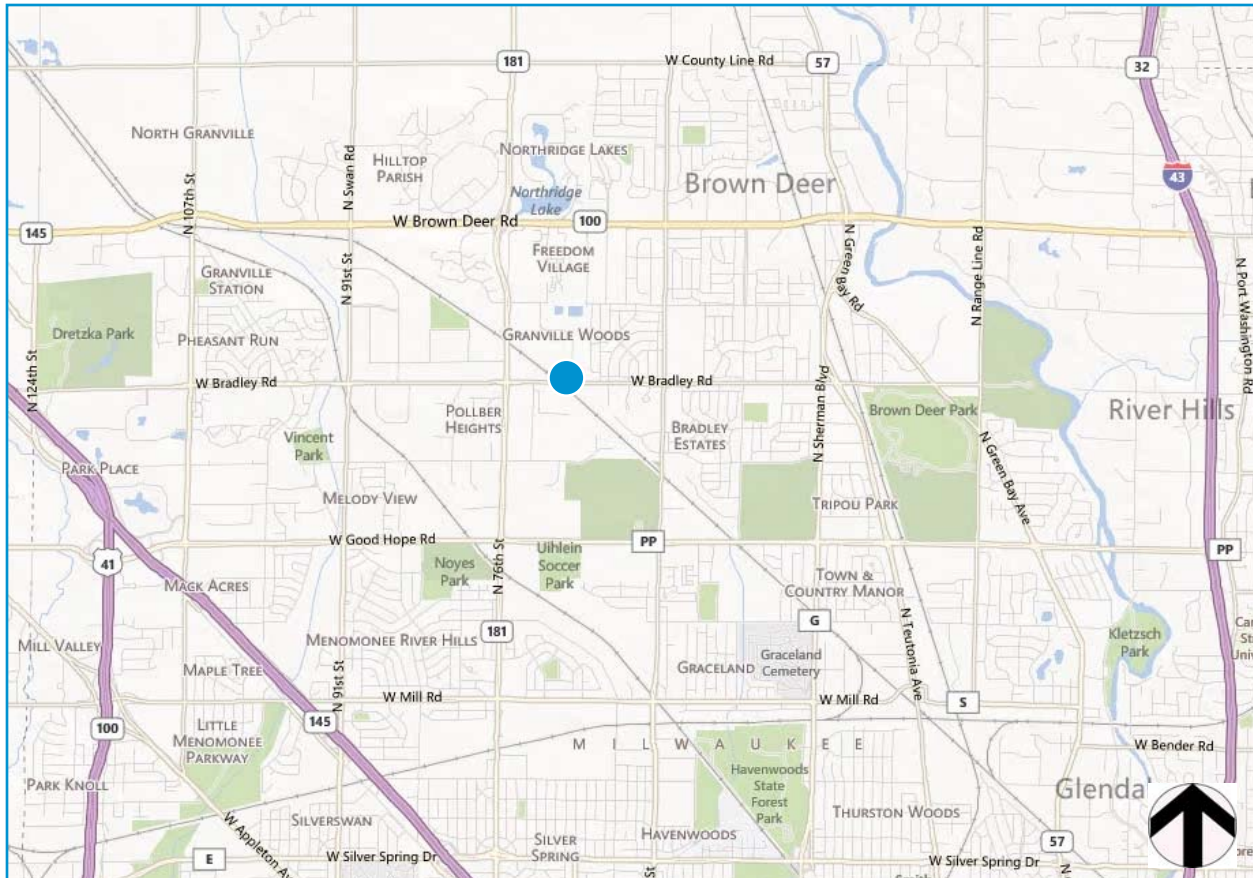 181
W County Rd
Line
57
32
NORTH GRANVILLE
N Swan Rd
HILLTOP
PARISH
NORTHRIDGE LAKES
Northridge
Lake
Brown Deer
43
N 107th St
W Brown Deer Rd
100
145
N Green
Bay Rd
N Range Line Rd
N Port Washington Rd
GRANVILLE
STATION
N 91st St
FREEDOM
VILLAGE
Dretzka Park
PHEASANT RUN
GRANVILLE WOODS
N 124th St
W Bradley Rd
W Bradley Rd
N Sherman Blvd
POLLBER
HEIGHTS
BRADLEY
ESTATES
Brown Deer Park
River Hills
Vincent
Park
N Green Bay Ave
PARK PLACE
MELODY VIEW
TRIPOU PARK
W Good Hope Rd
PP
PP
41
Noyes
Park
N 76th St
Uihlein
Soccer
Park
MACK ACRES
TOWN &
COUNTRY MANOR
MENOMONEE RIVER HILLS
181
G
N Teutonia Ave
Kletzsch
Park
MILL VALLEY
MAPLE TREE
GRACELAND
Graceland
Cemetery
N 91st St
W Mill Rd
W Mill Rd
S
100
145
LITTLE
MENOMONEE
PARKWAY
MILWAUKEE
W Bender Rd
PARK KNOLL
Havenwoods
State
Forest
Park
Glenda
W Appleton Av
SILVERSWAN
SILVER
SPRING
HAVENWOODS
THURSTON WOODS
57
E
W Silver Spring Dr
St
W Silver Spring Dr
N